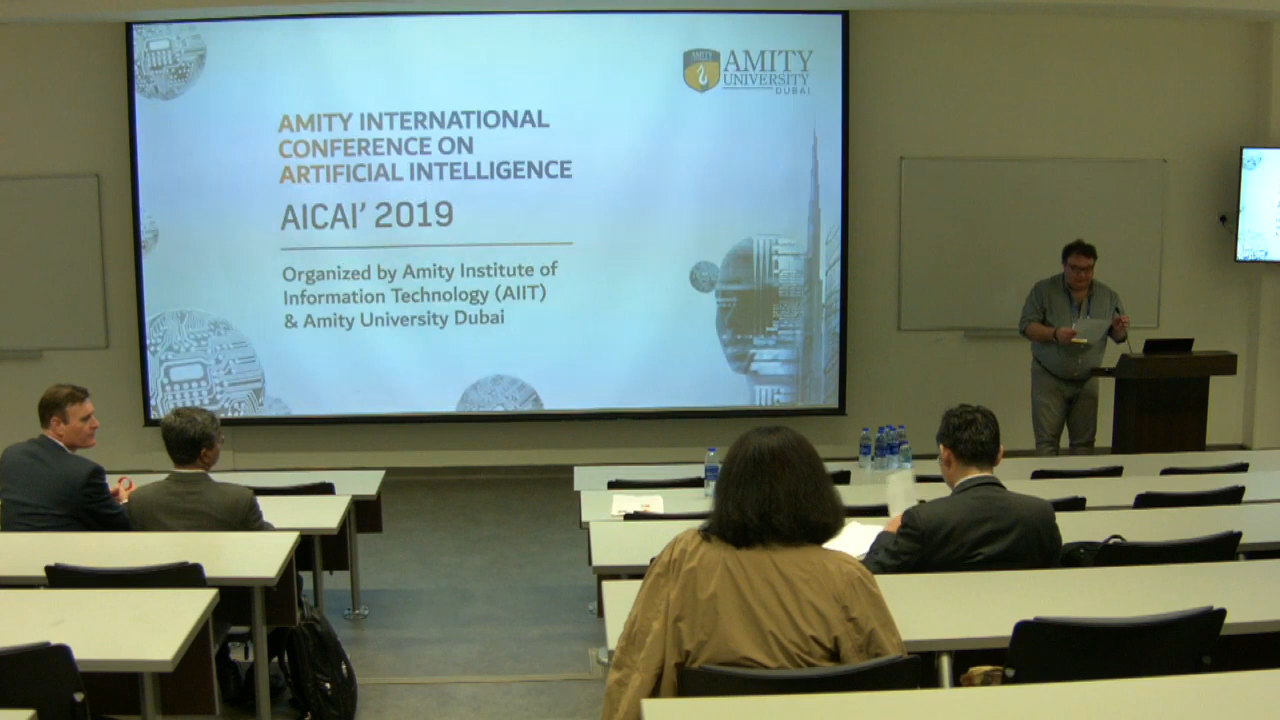 AMITY
UNIVERSITY
DUBAI
AMITY INTERNATIONAL
CONFERENCE ON
ARTIFICIAL INTELLIGENCE
AICAI’ 2019
Organized by Amity Institute of
Information Technology (AIIT)
& Amity University Dubai